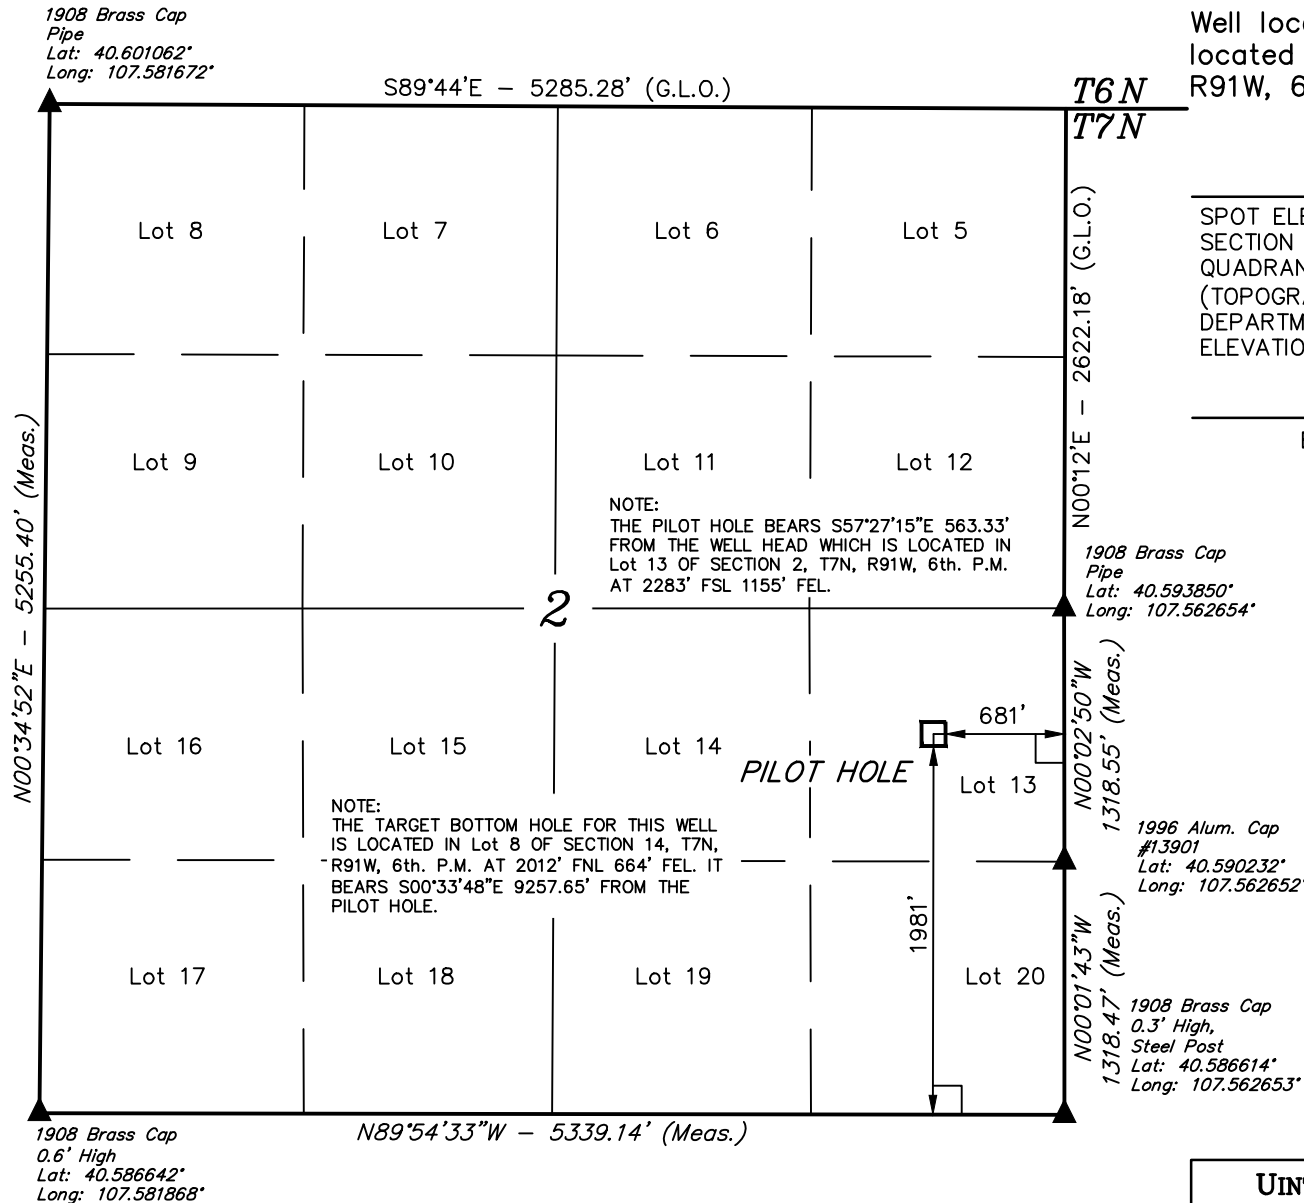 1908 Brass Cap
Pipe
Lat: 40.601062°
Long: 107.581672°
S89°44'E – 5285.28' (G.L.O.)
T6N
T7N
Well loc
located
R91W, 6
Lot 8
Lot 7
Lot 6
Lot 5
N00°12'E – 2622.18' (G.L.O.)
SPOT ELE
SECTION
QUADRAN
(TOPOGRA
DEPARTM
ELEVATIO
E
Lot 9
Lot 10
Lot 11
Lot 12
N00°34'52"E – 5255.40' (Meas.)
NOTE:
THE PILOT HOLE BEARS S57°27'15"E 563.33'
FROM THE WELL HEAD WHICH IS LOCATED IN
Lot 13 OF SECTION 2, T7N, R91W, 6th. P.M.
AT 2283' FSL 1155' FEL.
1908 Brass Cap
Pipe
Lat: 40.593850°
Long: 107.562654°
2
N00°02'50"W
1318.55' (Meas.)
681'
Lot 16
Lot 15
Lot 14
PILOT HOLE
Lot 13
NOTE:
THE TARGET BOTTOM HOLE FOR THIS WELL
IS LOCATED IN Lot 8 OF SECTION 14, T7N,
R91W, 6th. P.M. AT 2012' FNL 664' FEL. IT
BEARS S00°33'48"E 9257.65' FROM THE
PILOT HOLE.
1996 Alum. Cap
#13901
Lat: 40.590232°
Long: 107.562652°
1981'
N00°01'43"W
1318.47' (Meas.)
Lot 17
Lot 18
Lot 19
Lot 20
1908 Brass Cap
0.3' High,
Steel Post
Lat: 40.586614°
Long: 107.562653°
N89°54'33"W – 5339.14' (Meas.)
1908 Brass Cap
0.6' High
Lat: 40.586642°
Long: 107.581868°
UIN